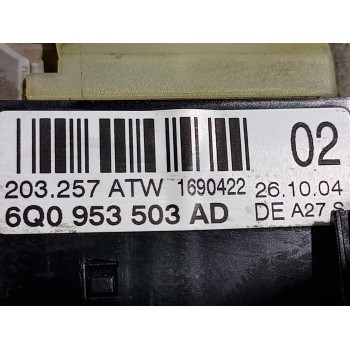 02
203.257 ATW 1690422 26.10.04
6Q0 953 503 AD DE A27 S